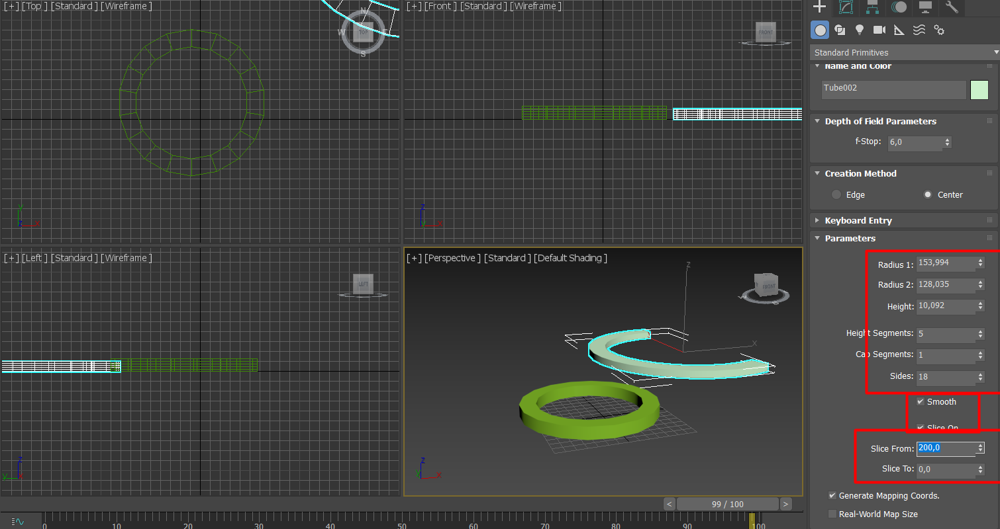 [+] [Top ] [Standard ] [Wireframe ]
N
W TOP E
S
y
z x
[+] [Front ] [Standard ] [Wireframe ]
FRONT
z
y x
[+] [Left ] [Standard ] [Wireframe ]
LEFT
z
y x
[+] [Perspective ] [Standard ] [Default Shading ]
z
x
FRONT
W S
z
y x
< 99 / 100 >
0 10 20 30 40 50 60 70 80 90 100
Standard Primitives
Name and Color
Tube002
Depth of Field Parameters
f-Stop: 6,0
Creation Method
Edge Center
Keyboard Entry
Parameters
Radius 1: 153,994
Radius 2: 128,035
Height: 10,092
Height Segments: 5
Cap Segments: 1
Sides: 18
Smooth
Slice On
Slice From: 200,0
Slice To: 0,0
Generate Mapping Coords.
Real-World Map Size